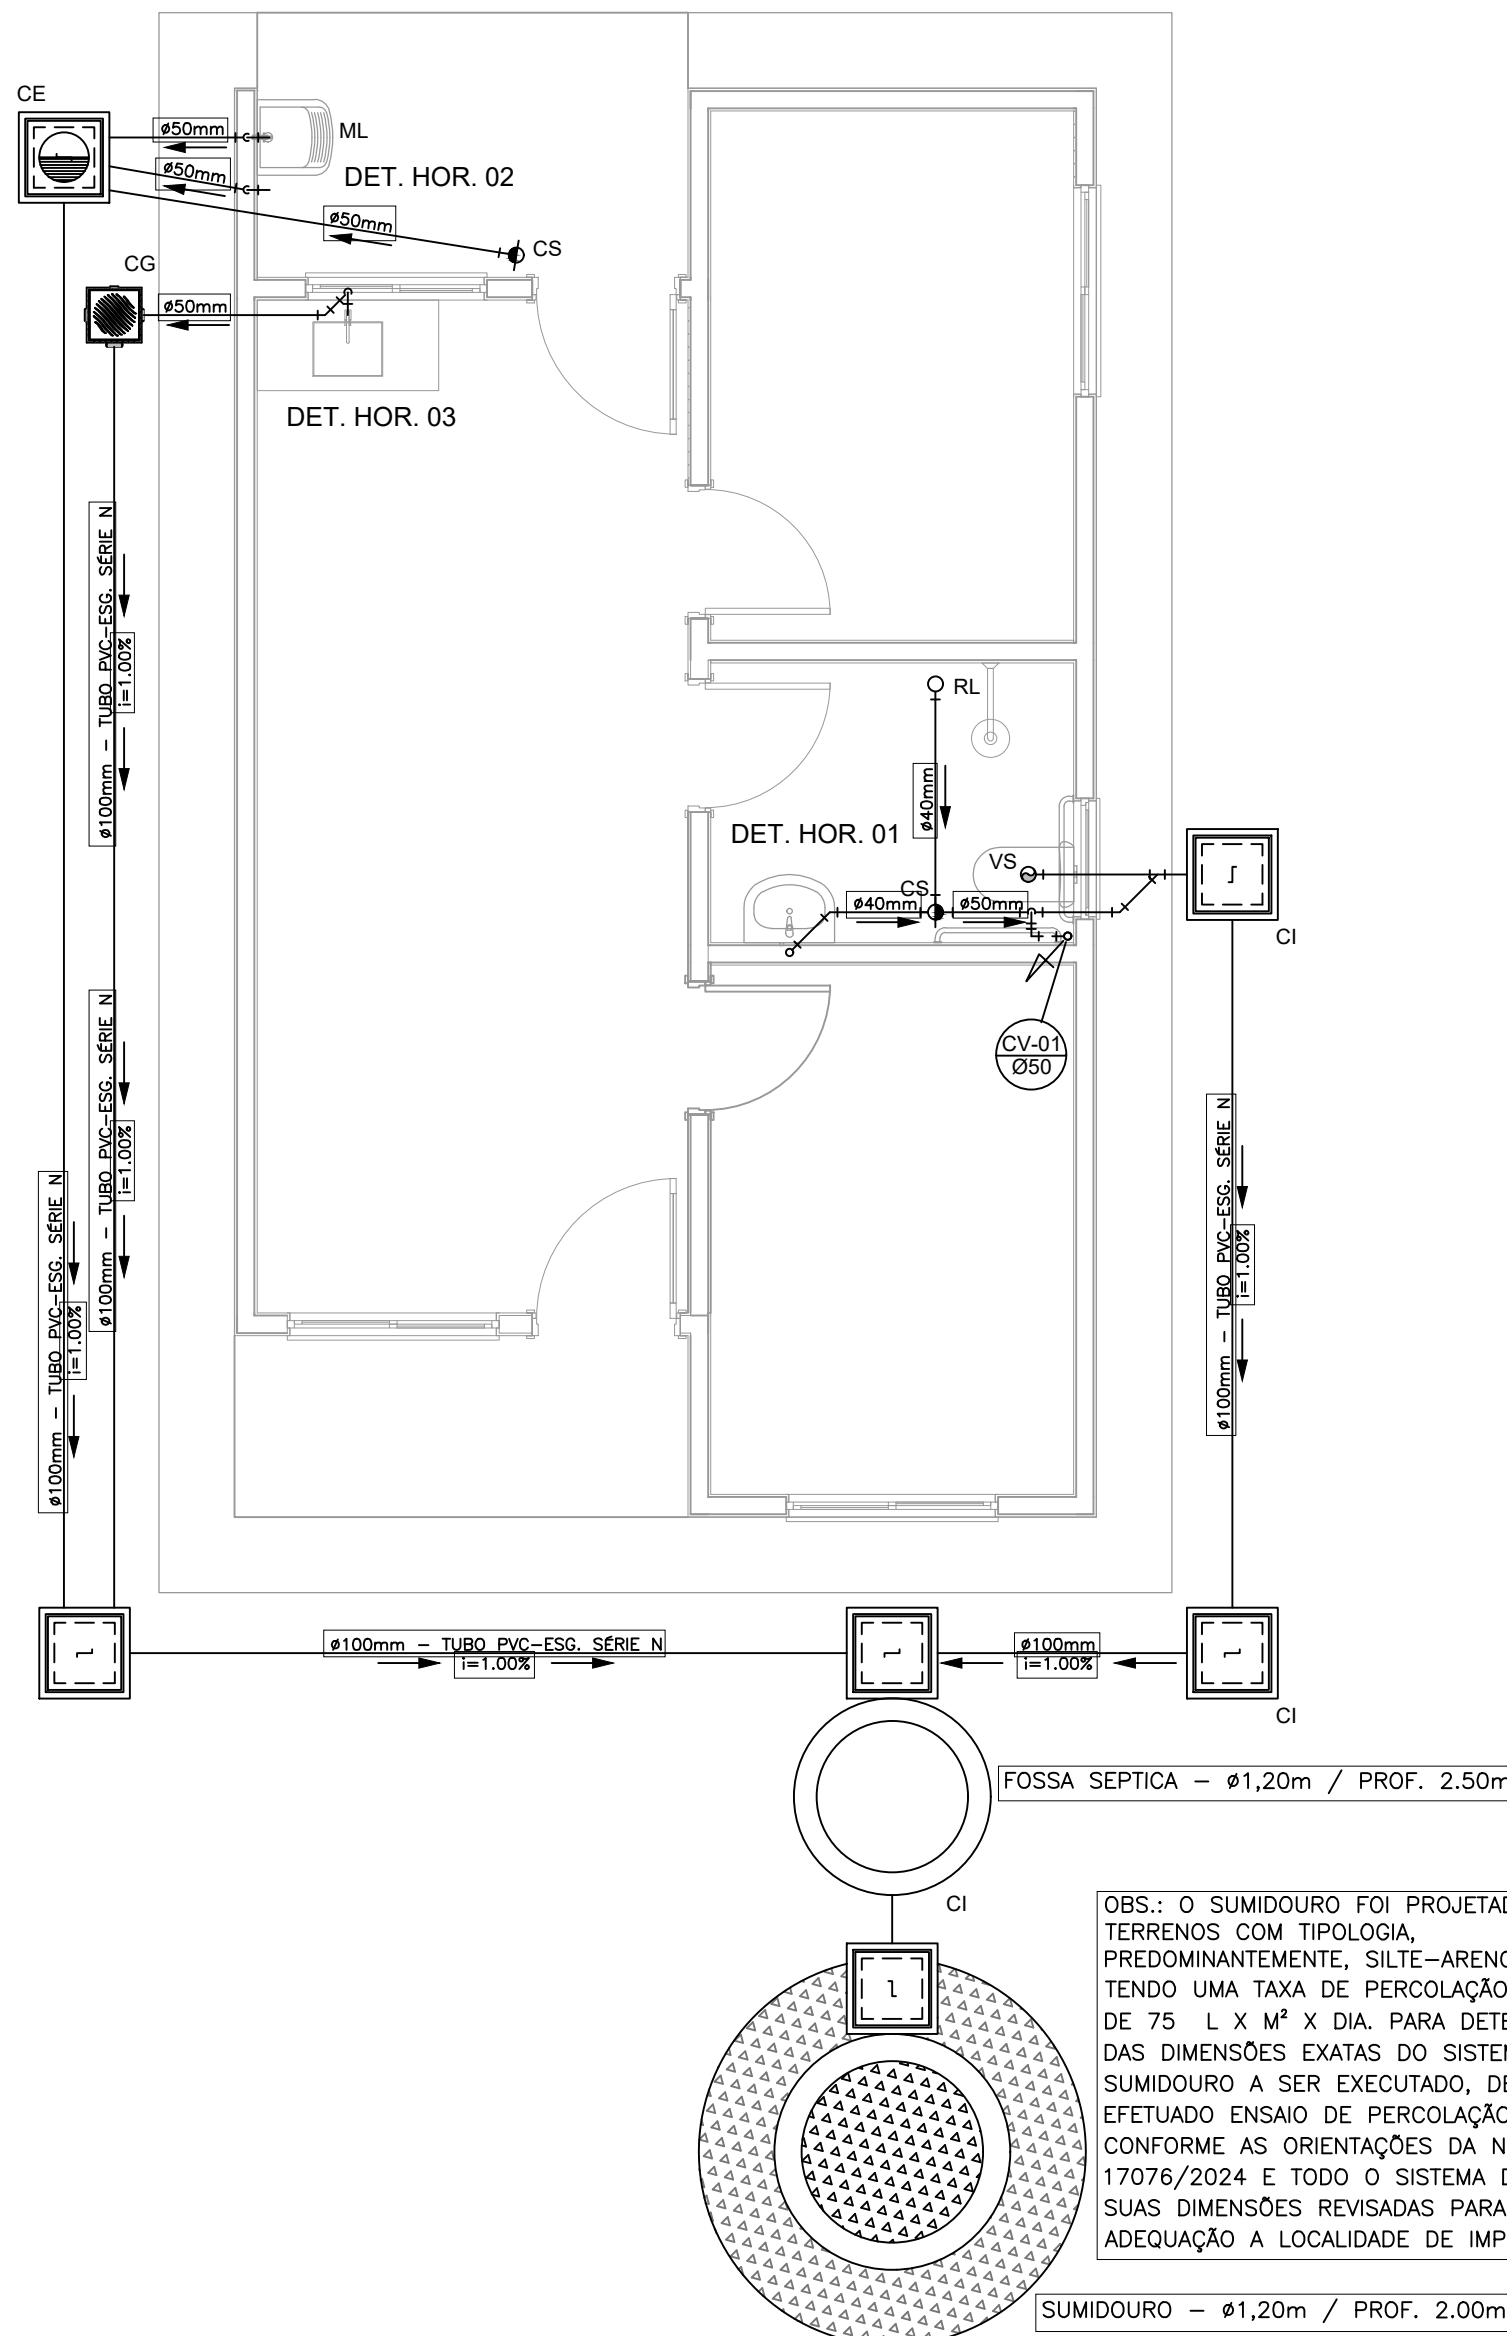 CE
ø50mm
ML
ø50mm
DET. HOR. 02
ø50mm
CS
CG
ø50mm
DET. HOR. 03
ø100mm – TUBO PVC–ESG. SÉRIE N
i=1.00%
RL
ø40mm
DET. HOR. 01
VS
CS
ø40mm
ø50mm
CI
CV-01
Ø50
ø100mm – TUBO PVC–ESG. SÉRIE N
i=1.00%
ø100mm – TUBO PVC–ESG. SÉRIE N
i=1.00%
ø100mm – TUBO PVC–ESG. SÉRIE N
i=1.00%
ø100mm – TUBO PVC–ESG. SÉRIE N
i=1.00%
ø100mm
i=1.00%
CI
FOSSA SEPTICA – ø1,20m / PROF. 2.50m
CI
OBS.: O SUMIDOURO FOI PROJETAD
TERRENOS COM TIPOLOGIA,
PREDOMINANTEMENTE, SILTE–ARENO
TENDO UMA TAXA DE PERCOLAÇÃO
DE 75 L X M² X DIA. PARA DETE
DAS DIMENSÕES EXATAS DO SISTEM
SUMIDOURO A SER EXECUTADO, DE
EFETUADO ENSAIO DE PERCOLAÇÃO
CONFORME AS ORIENTAÇÕES DA N
17076/2024 E TODO O SISTEMA D
SUAS DIMENSÕES REVISADAS PARA
ADEQUAÇÃO A LOCALIDADE DE IMP
SUMIDOURO – ø1,20m / PROF. 2.00m